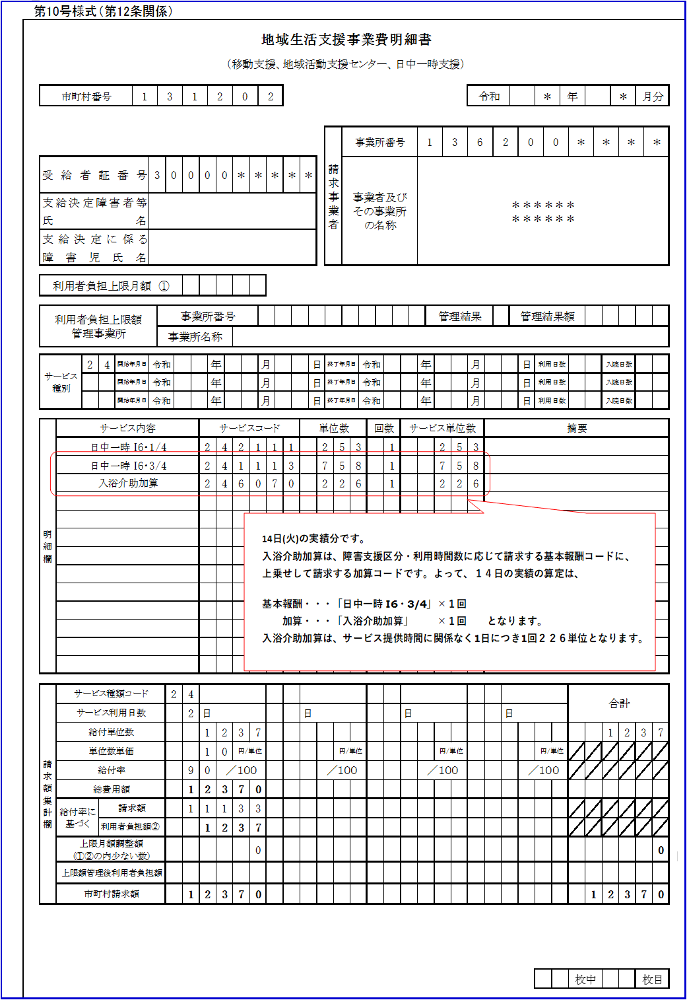 第10号様式（第12条関係）
地域生活支援事業費明細書
（移動支援、地域活動支援センター、日中一時支援）
市町村番号 1 3 1 2 0 2
令和 ＊ 年 ＊ 月分
請求事業者
事業所番号 1 3 6 2 0 0 ＊ ＊ ＊ ＊
事業者及び
その事業所
の名称
＊＊＊＊＊＊
＊＊＊＊＊＊
受給者証番号 3 0 0 0 0 ＊ ＊ ＊ ＊ ＊
支給決定障害者等
氏名
支給決定に係る
障害児氏名
利用者負担上限月額 ①
利用者負担上限額
管理事業所
事業所番号 管理結果 管理結果額
事業所名称
サービス
種別
2 4 開始年月日 令和 年 月 日 終了年月日 令和 年 月 日 利用日数 入院日数
開始年月日 令和 年 月 日 終了年月日 令和 年 月 日 利用日数 入院日数
開始年月日 令和 年 月 日 終了年月日 令和 年 月 日 利用日数 入院日数
明細欄
サービス内容 サービスコード 単位数 回数 サービス単位数 摘要
日中一時Ⅰ6・1/4 2 4 2 1 1 1 2 5 3 1 2 5 3
日中一時Ⅰ6・3/4 2 4 1 1 1 3 7 5 8 1 7 5 8
入浴介助加算 2 4 6 0 7 0 2 2 6 1 2 2 6
14日(火)の実績分です。
入浴介助加算は、障害支援区分・利用時間数に応じて請求する基本報酬コードに、
上乗せして請求する加算コードです。よって、１４日の実績の算定は、
基本報酬・・・「日中一時Ⅰ6・3/4」×１回
加算・・・「入浴介助加算」 ×１回 となります。
入浴介助加算は、サービス提供時間に関係なく1日につき1回２２６単位となります。
請求額集計欄
サービス種類コード 2 4 合計
サービス利用日数 2 日 日 日 日
給付単位数 1 2 3 7 1 2 3 7
単位数単価 1 0 円/単位 円/単位 円/単位 円/単位
給付率 9 0 ／100 ／100 ／100 ／100
総費用額 1 2 3 7 0
給付率に
基づく
請求額 1 1 1 3 3
利用者負担額② 1 2 3 7
上限月額調整額
（①②の内少ない数） 0 0
上限額管理後利用者負担額
市町村請求額 1 2 3 7 0 1 2 3 7 0
枚中 枚目